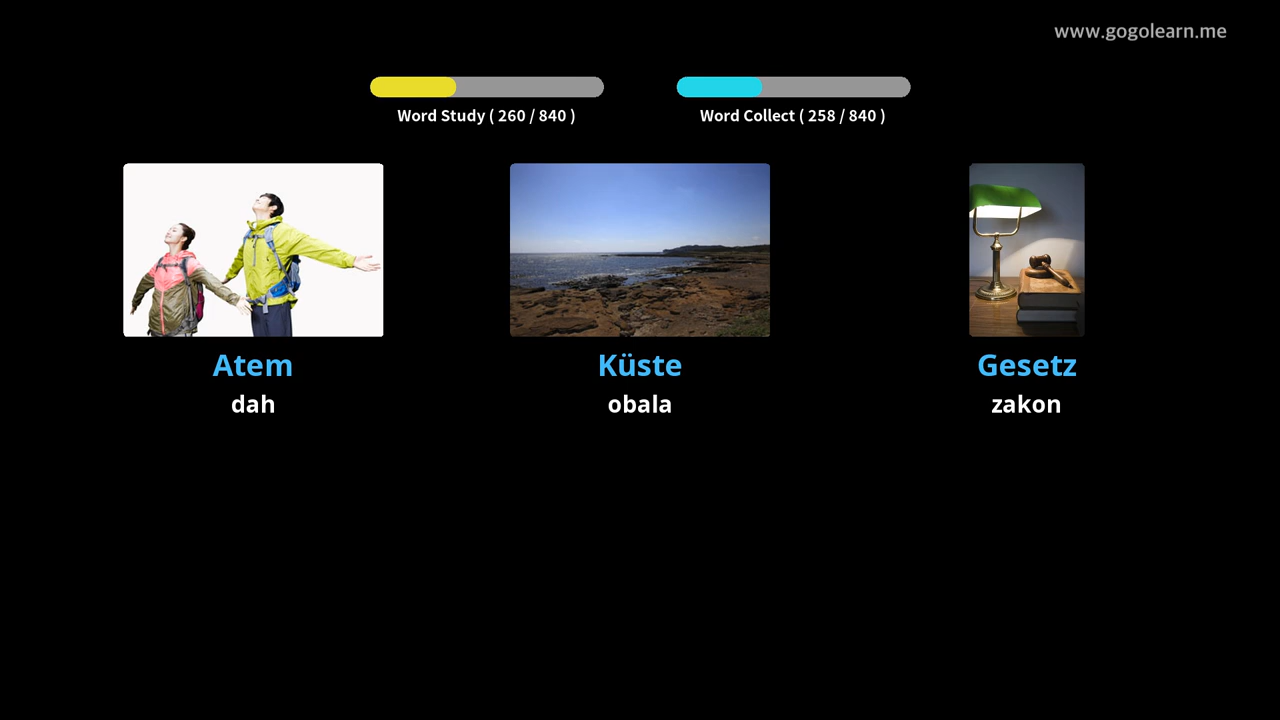 www.gogolearn.me
Word Study ( 260 / 840 )
Word Collect ( 258 / 840 )
Atem
dah
Küste
obala
Gesetz
zakon